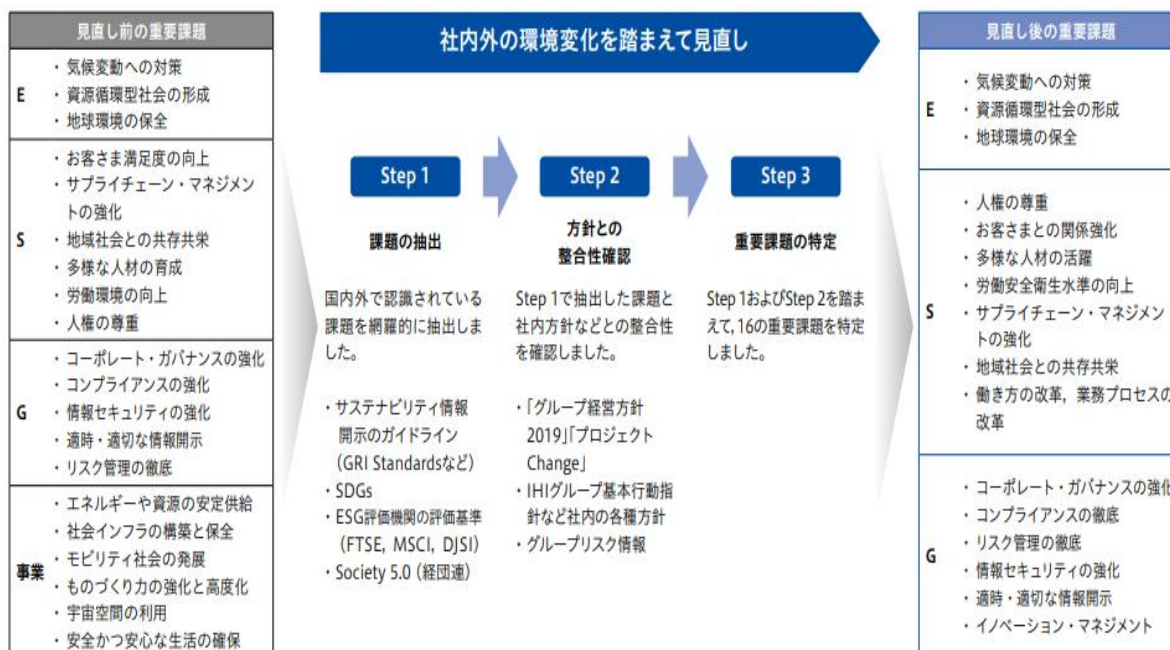 見直し前の重要課題
E
・気候変動への対策
・資源循環型社会の形成
・地球環境の保全
S
・お客さま満足度の向上
・サプライチェーン・マネジメン
トの強化
・地域社会との共存共栄
・多様な人材の育成
・労働環境の向上
・人権の尊重
G
・コーポレート・ガバナンスの強化
・コンプライアンスの強化
・情報セキュリティの強化
・適時・適切な情報開示
・リスク管理の徹底
事業
・エネルギーや資源の安定供給
・社会インフラの構築と保全
・モビリティ社会の発展
・ものづくり力の強化と高度化
・宇宙空間の利用
・安全かつ安心な生活の確保
社内外の環境変化を踏まえて見直し
Step 1
課題の抽出
国内外で認識されている
課題を網羅的に抽出しま
した。
・サステナビリティ情報
開示のガイドライン
(GRI Standardsなど)
・SDGs
・ESG評価機関の評価基準
(FTSE, MSCI, DJSI)
・Society 5.0(経団連)
Step 2
方針との
整合性確認
Step 1で抽出した課題と
社内方針などとの整合性
を確認しました。
・「グループ経営方針
2019」「プロジェクト
Change」
・IHIグループ基本行動指
針など社内の各種方針
・グループリスク情報
Step 3
重要課題の特定
Step 1およびStep 2を踏ま
えて, 16の重要課題を特定
しました。
見直し後の重要課題
E
・気候変動への対策
・資源循環型社会の形成
・地球環境の保全
S
・人権の尊重
・お客さまとの関係強化
・多様な人材の活躍
・労働安全衛生水準の向上
・サプライチェーン・マネジメン
トの強化
・地域社会との共存共栄
・働き方の改革, 業務プロセスの
改革
G
・コーポレート・ガバナンスの強化
・コンプライアンスの徹底
・リスク管理の徹底
・情報セキュリティの強化
・適時・適切な情報開示
・イノベーション・マネジメント